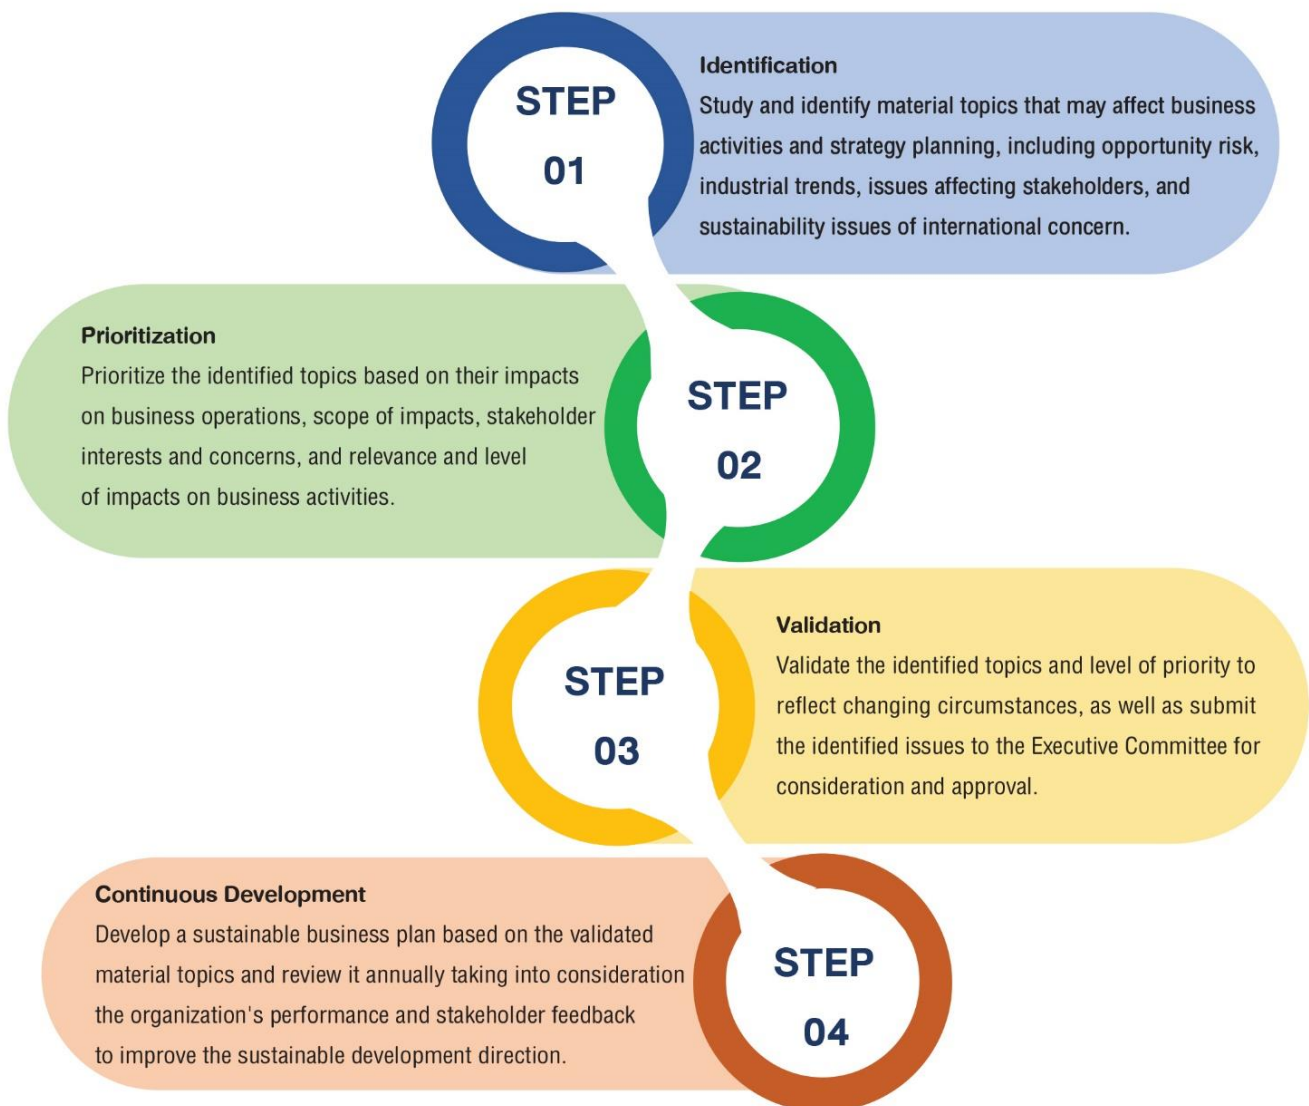 STEP
01
Identification
Study and identify material topics that may affect business
activities and strategy planning, including opportunity risk,
industrial trends, issues affecting stakeholders, and
sustainability issues of international concern.
Prioritization
Prioritize the identified topics based on their impacts
on business operations, scope of impacts, stakeholder
interests and concerns, and relevance and level
of impacts on business activities.
STEP
02
STEP
03
Validation
Validate the identified topics and level of priority to
reflect changing circumstances, as well as submit
the identified issues to the Executive Committee for
consideration and approval.
Continuous Development
Develop a sustainable business plan based on the validated
material topics and review it annually taking into consideration
the organization's performance and stakeholder feedback
to improve the sustainable development direction.
STEP
04